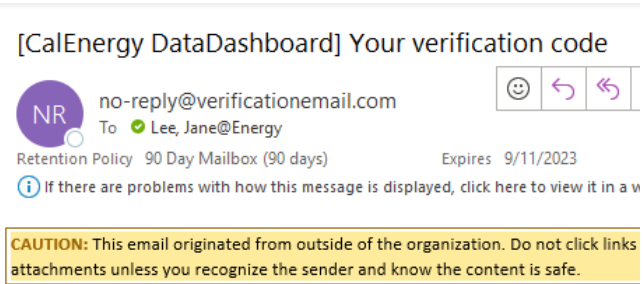 [CalEnergy DataDashboard] Your verification code
NR
no-reply@verificationemail.com
To Lee, Jane@Energy
Retention Policy 90 Day Mailbox (90 days) Expires 9/11/2023
If there are problems with how this message is displayed, click here to view it in a w
CAUTION: This email originated from outside of the organization. Do not click links
attachments unless you recognize the sender and know the content is safe.